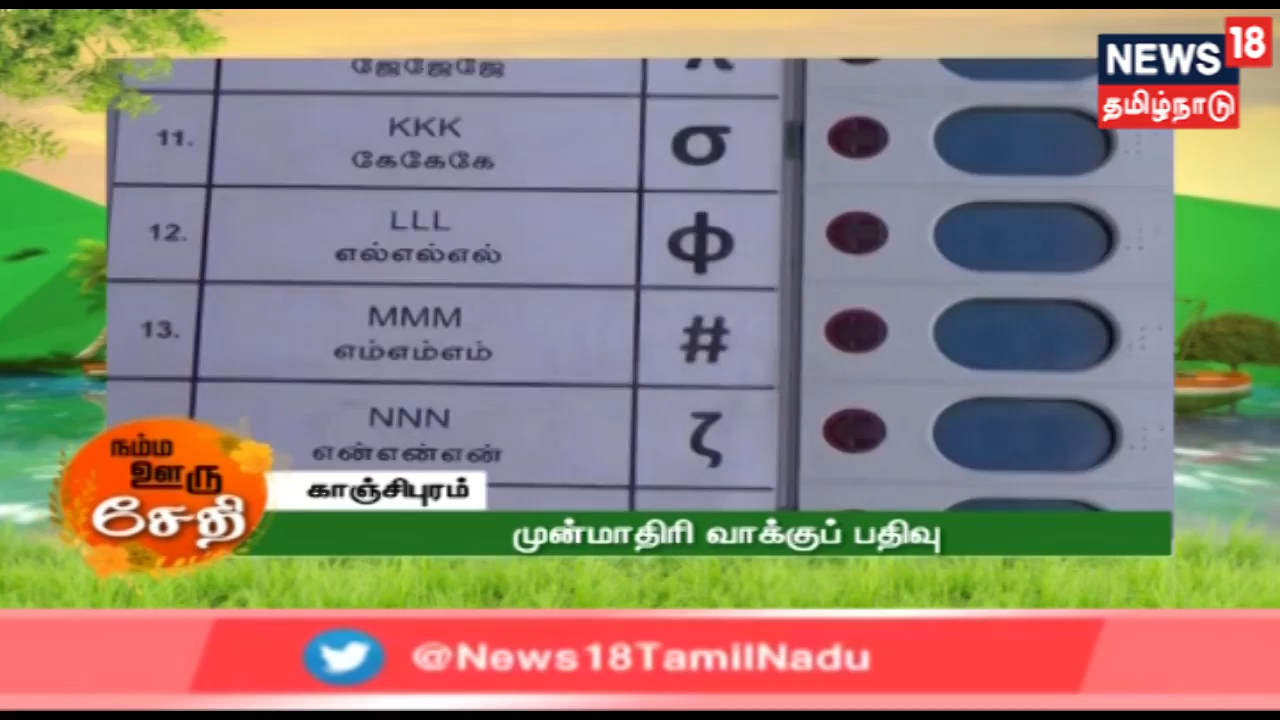 NEWS 18
தமிழ்நாடு
ஜேஜேஜே
11. KKK σ
கேகேகே
12. LLL ф
எல்எல்எல்
13. MMM #
எம்எம்எம்
NNN ζ
என்என்என்
நம்ம
ஊரு
சேதி
காஞ்சிபுரம்
முன்மாதிரி வாக்குப் பதிவு
@News18TamilNadu